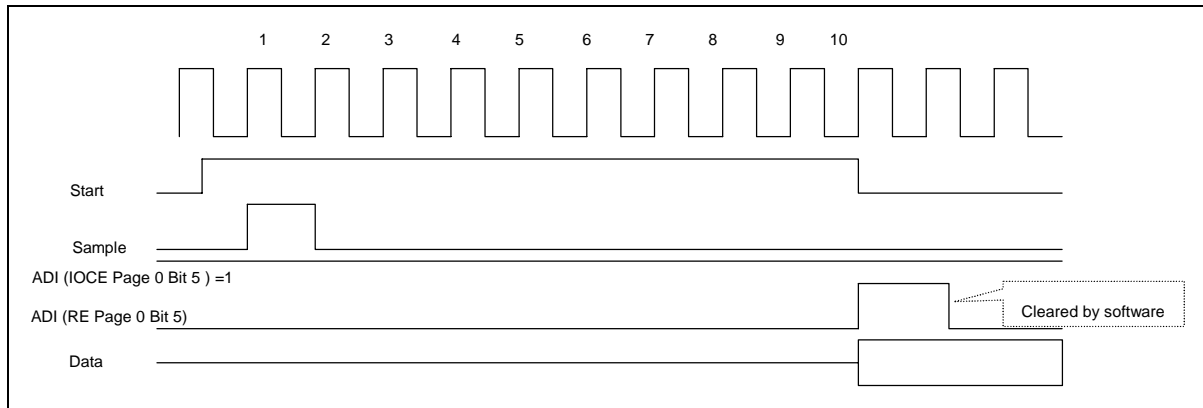 1 2 3 4 5 6 7 8 9 10
Start
Sample
ADI (IOCE Page 0 Bit 5 ) =1
ADI (RE Page 0 Bit 5)
Cleared by software
Data